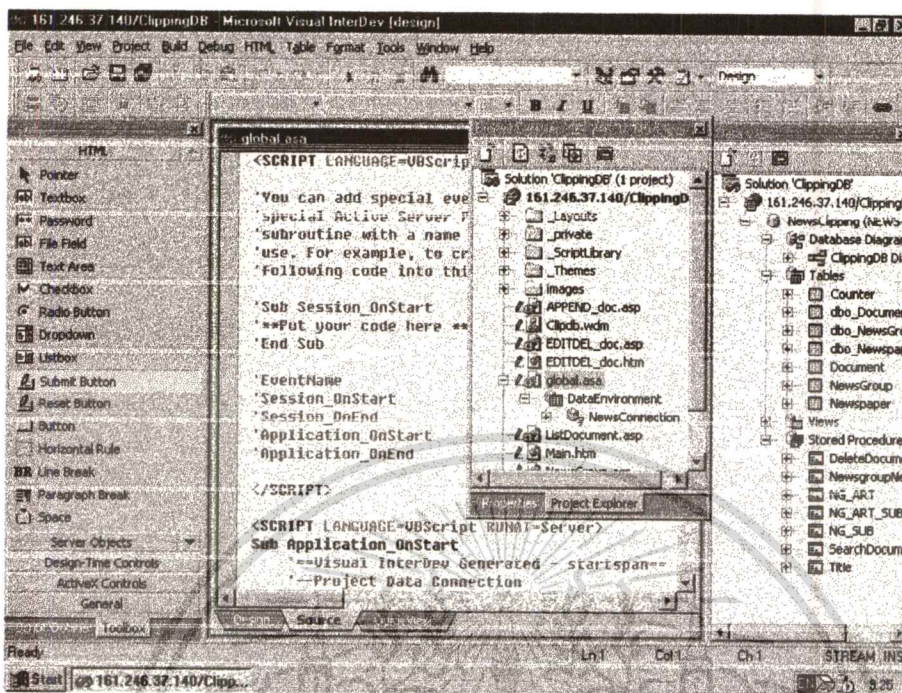 161.246.37.140/ClippingDB - Microsoft Visual InterDev [design]
File Edit View Project Build Debug HTML Table Format Tools Window Help
Design
B I U
HTML
Pointer
Textbox
Password
File Field
Text Area
Checkbox
Radio Button
Dropdown
Listbox
Submit Button
Reset Button
Button
Horizontal Rule
BR Line Break
Paragraph Break
Space
Server Objects
Design-Time Controls
ActiveX Controls
General
Toolbox
global.asa
<SCRIPT LANGUAGE=VBScrip
'You can add special eve
'special Active Server P
'subroutine with a name
'use. For example, to cr
'following code into thi
'Sub Session_OnStart
'**Put your code here **
'End Sub
'EventName
'Session_OnStart
'Session_OnEnd
'Application_OnStart
'Application_OnEnd
</SCRIPT>
<SCRIPT LANGUAGE=VBScript RUNAT=Server>
Sub Application_OnStart
'==Visual InterDev Generated - startspan==
'--Project Data Connection
Design Source
Solution 'ClippingDB' (1 project)
161.246.37.140/ClippingD
_Layouts
_private
_ScriptLibrary
_Themes
images
APPEND_doc.asp
Clipdb.wdm
EDITDEL_doc.asp
EDITDEL_doc.htm
global.asa
DataEnvironment
NewsConnection
ListDocument.asp
Main.htm
Properties Project Explorer
Solution 'ClippingDB'
161.246.37.140/Clipping
NewsClipping (NEWS-
Database Diagram
ClippingDB Di
Tables
Counter
dbo_Documen
dbo_NewsGro
dbo_Newspap
Document
NewsGroup
Newspaper
Views
Stored Procedure
DeleteDocum
NewsgroupNe
NG_ART
NG_ART_SUB
NG_SUB
SearchDocum
Title
Ready
Ln 1 Col 1 Ch 1 STREAM INS
Start 161.246.37.140/Clipp...
EN